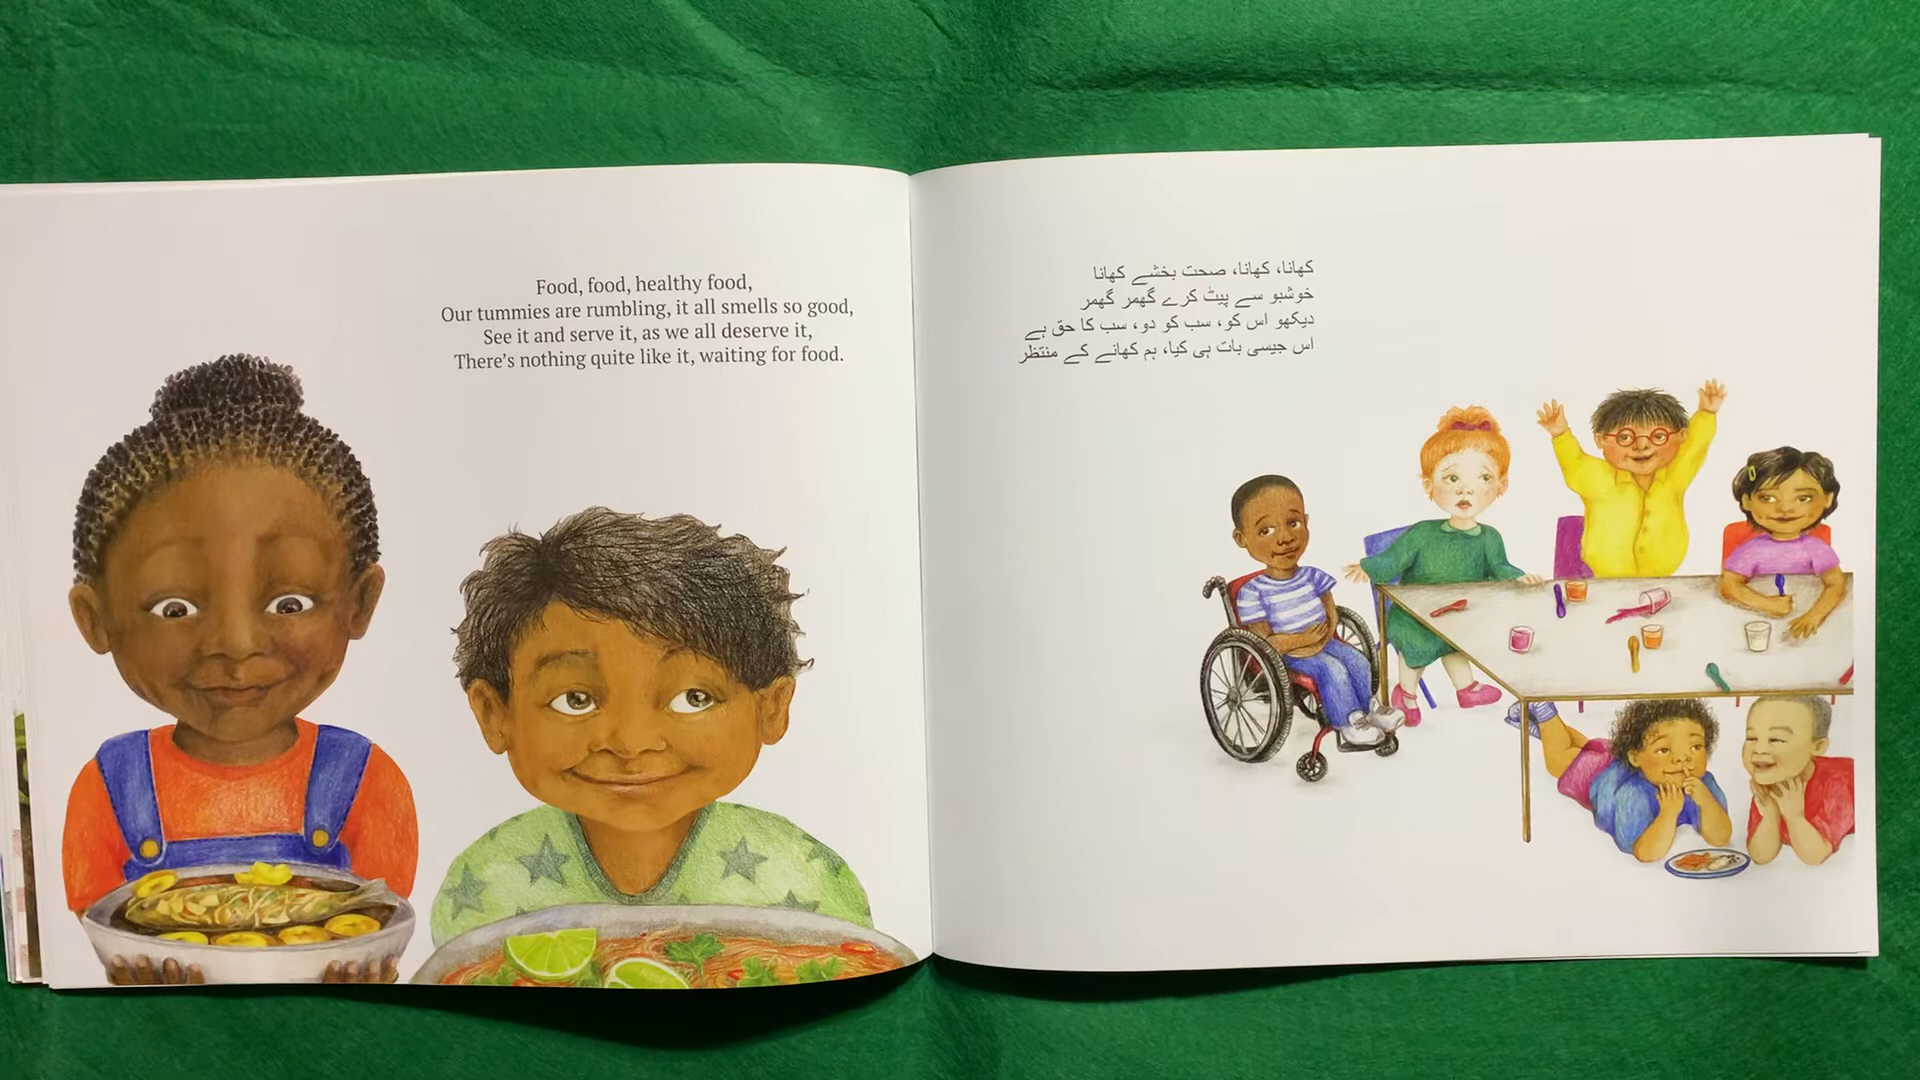 Food, food, healthy food,
Our tummies are rumbling, it all smells so good,
See it and serve it, as we all deserve it,
There's nothing quite like it, waiting for food.
کھانا، کھانا، صحت بخشے کھانا
خوشبو سے پیٹ کرے گھمر گھمر
دیکھو اس کو، سب کو دو، سب کا حق ہے
اس جیسی بات ہی کیا، ہم کھانے کے منتظر